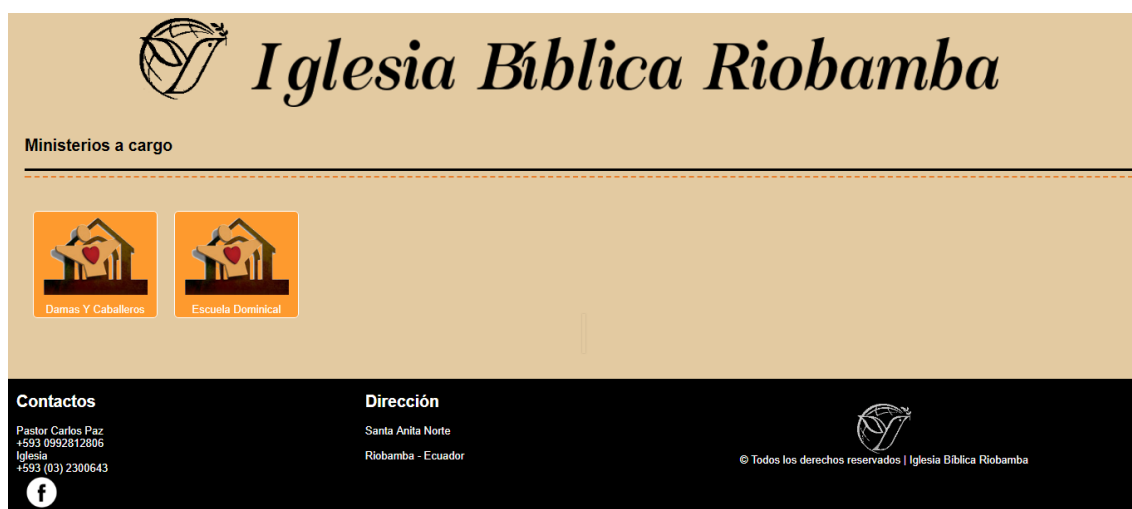 Iglesia Bíblica Riobamba
Ministerios a cargo
Damas Y Caballeros
Escuela Dominical
Contactos
Pastor Carlos Paz
+593 0992812806
Iglesia
+593 (03) 2300643
Dirección
Santa Anita Norte
Riobamba - Ecuador
© Todos los derechos reservados | Iglesia Bíblica Riobamba